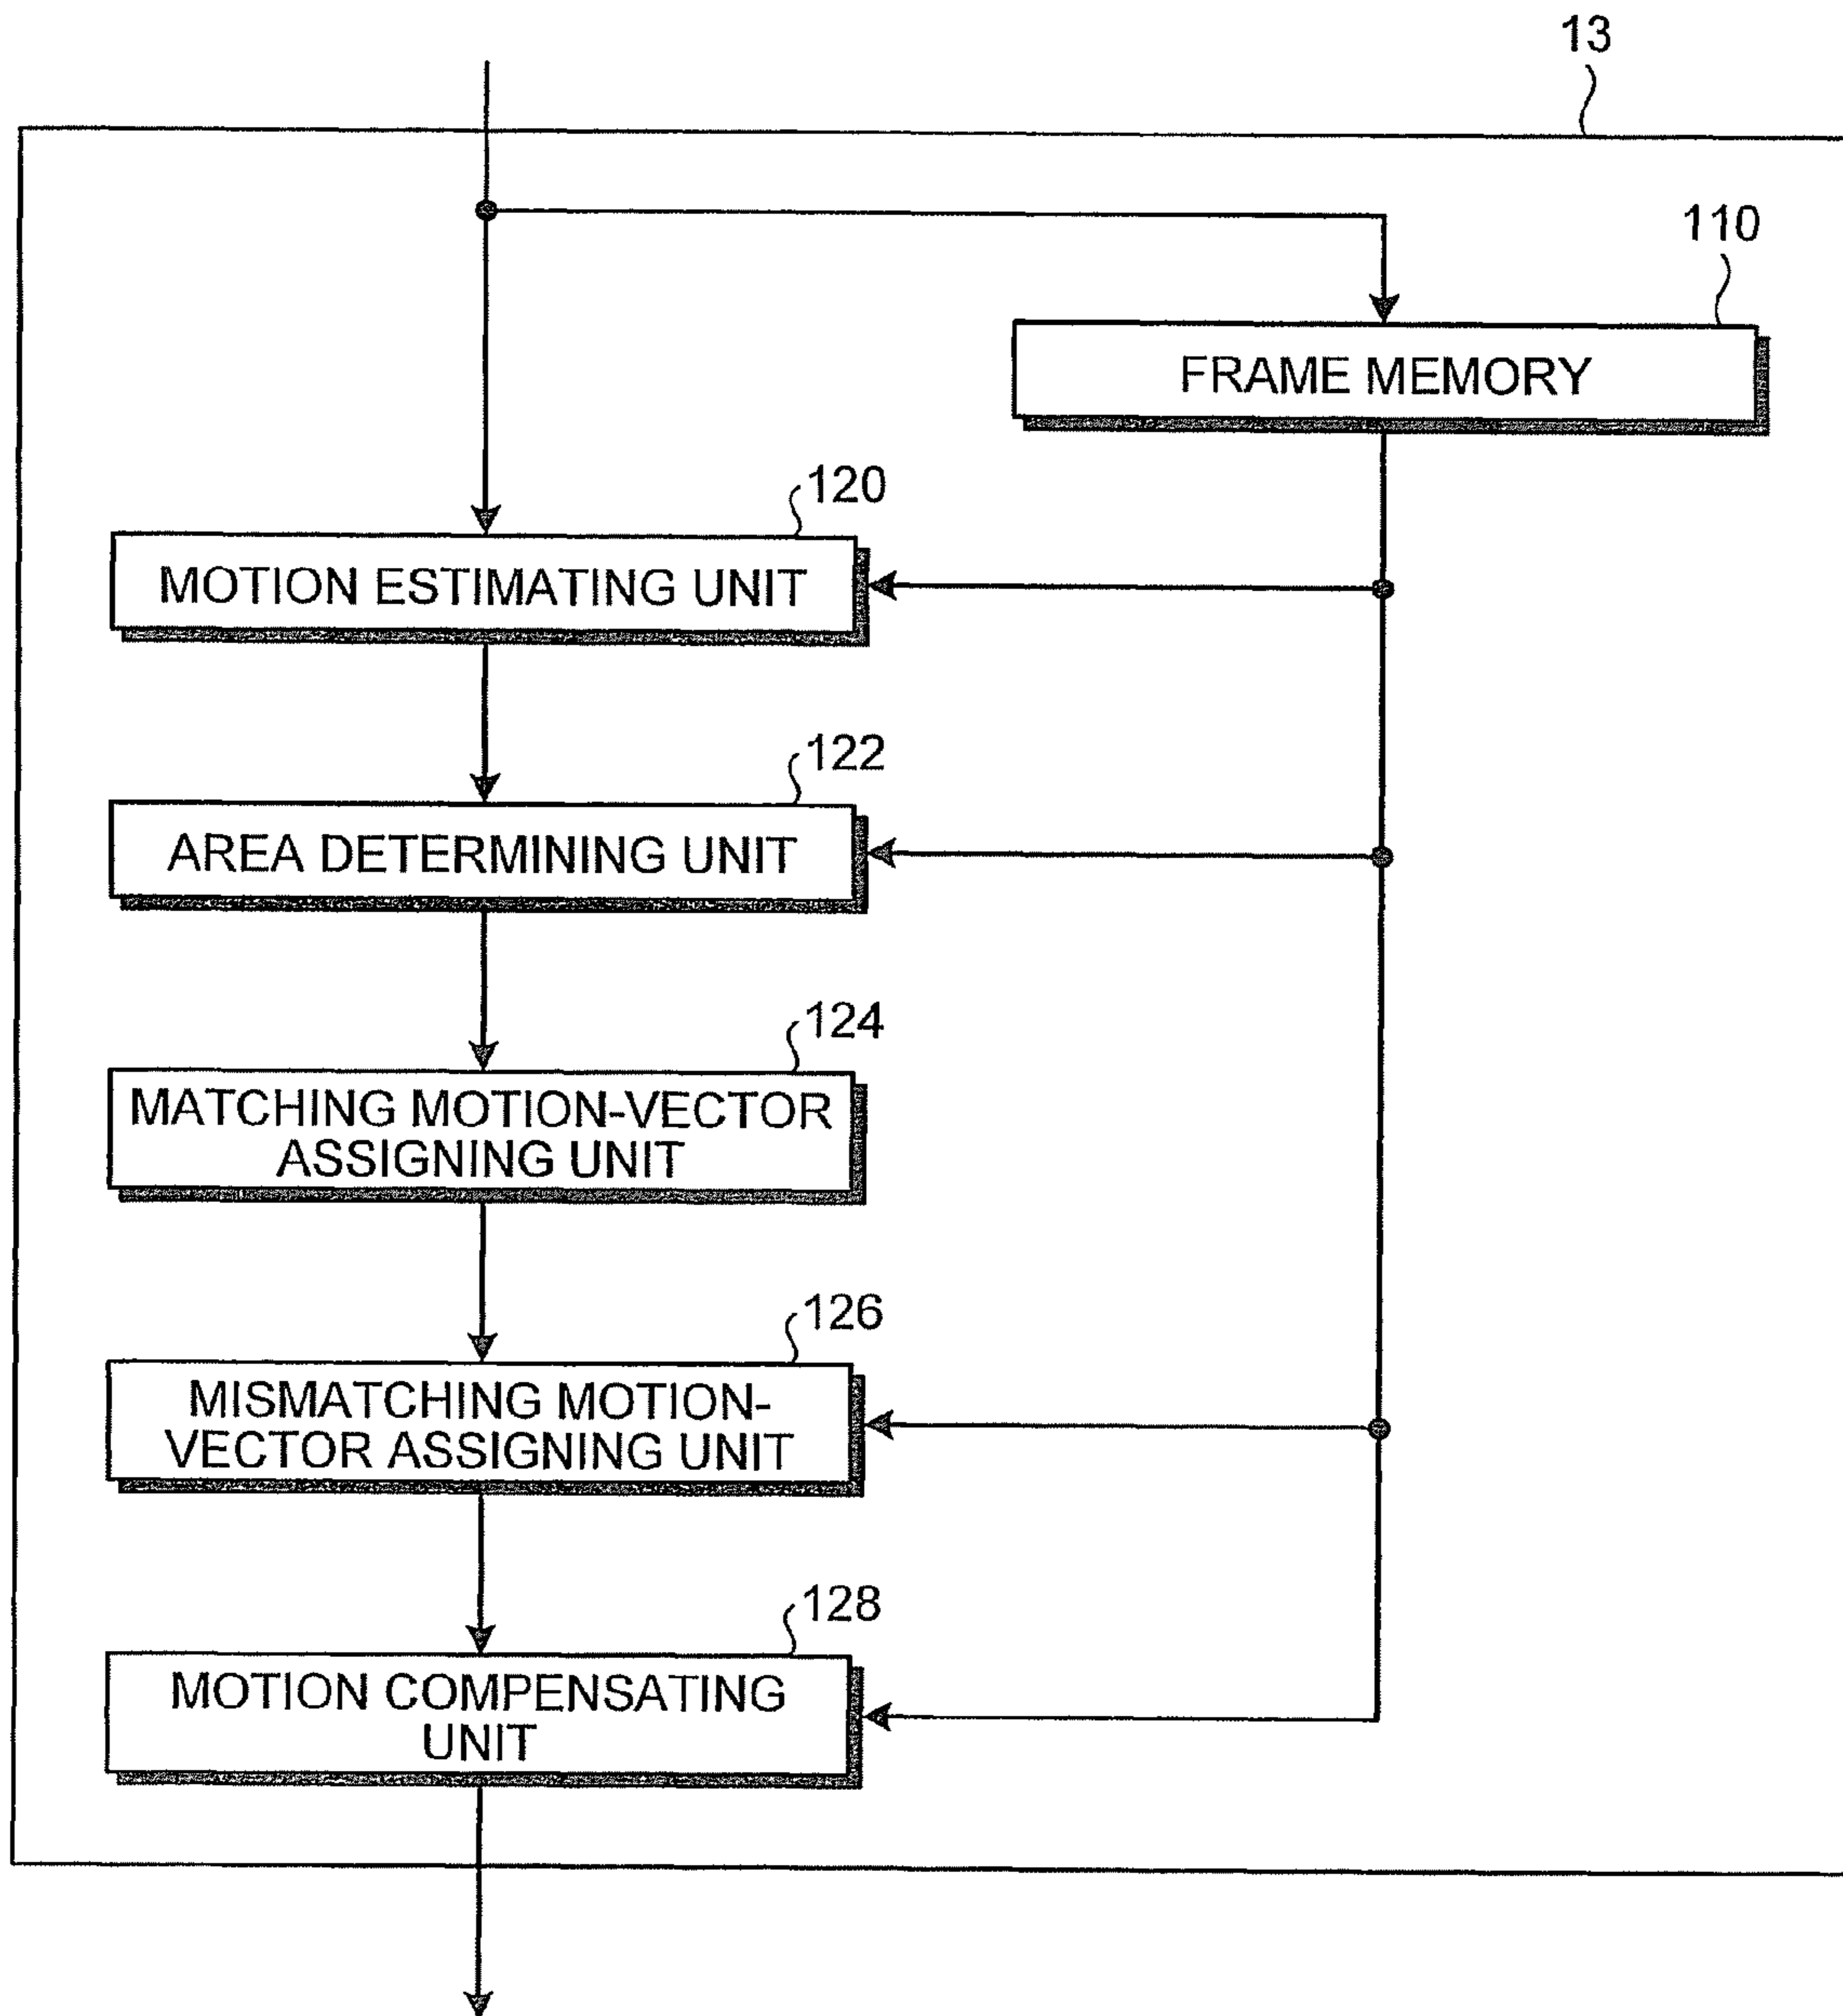 13
110
FRAME MEMORY
120
MOTION ESTIMATING UNIT
122
AREA DETERMINING UNIT
124
MATCHING MOTION-VECTOR
ASSIGNING UNIT
126
MISMATCHING MOTION-
VECTOR ASSIGNING UNIT
128
MOTION COMPENSATING
UNIT